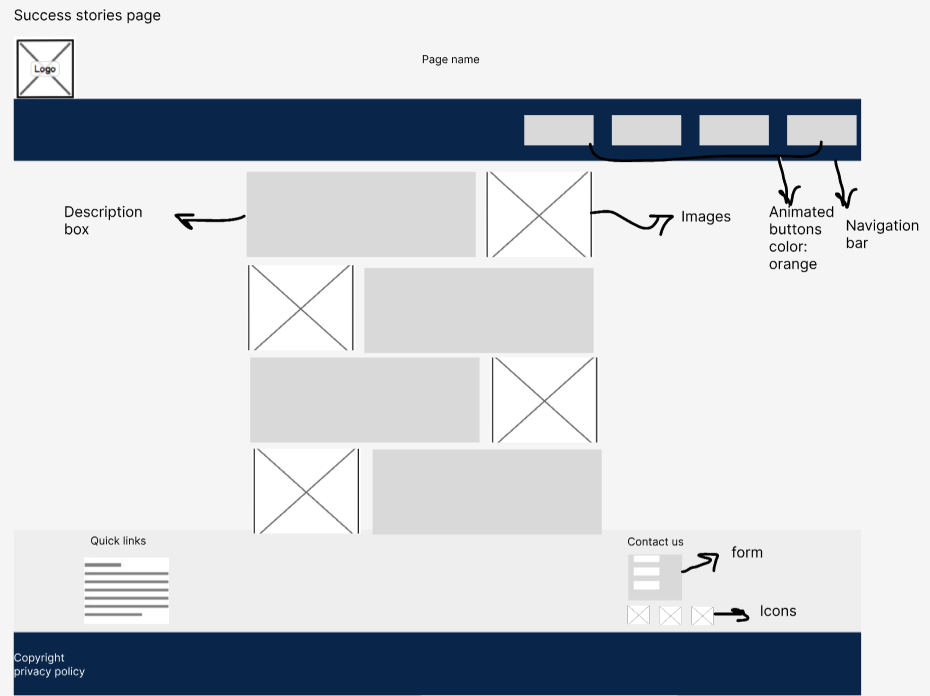 Success stories page
Logo
Page name
Description
box
Images
Animated
buttons
color:
orange
Navigation
bar
Quick links
Contact us
form
Icons
Copyright
privacy policy